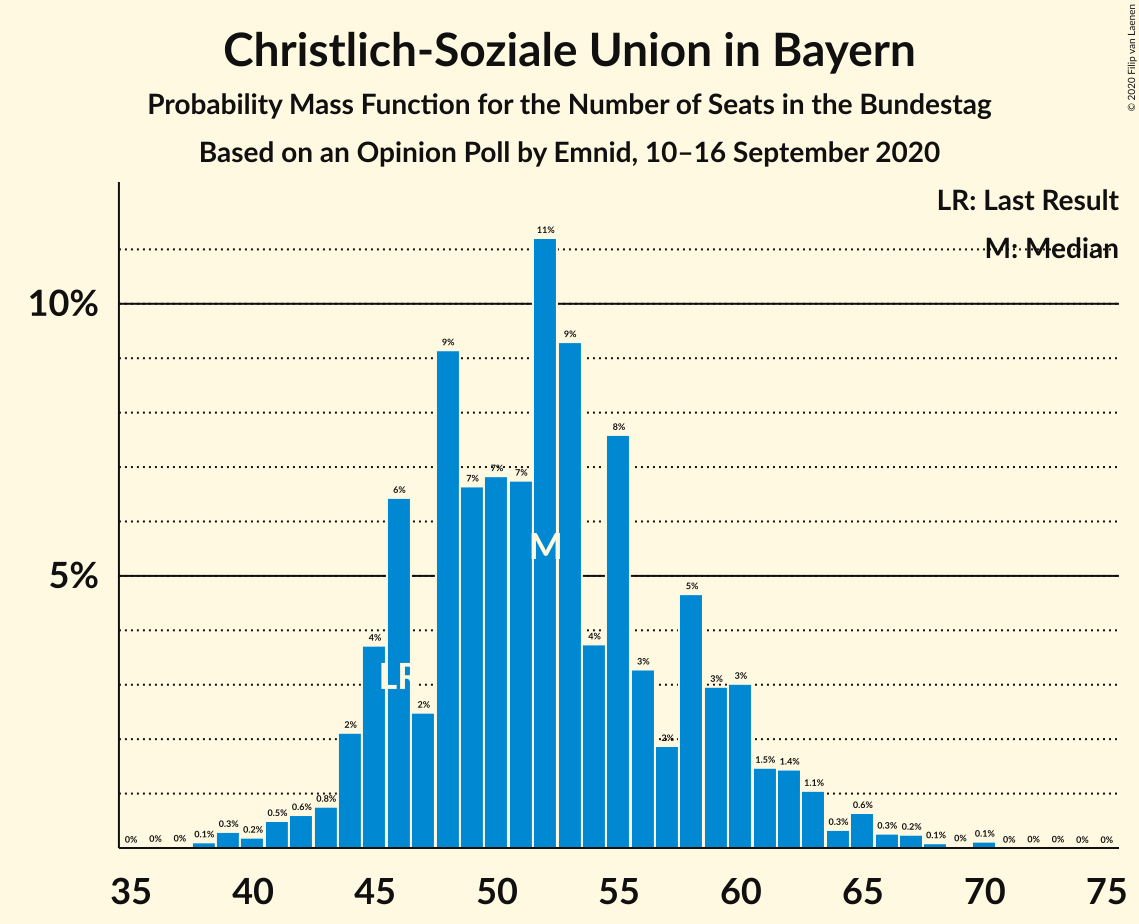 © 2020 Filip van Laenen
Christlich-Soziale Union in Bayern
Probability Mass Function for the Number of Seats in the Bundestag
Based on an Opinion Poll by Emnid, 10–16 September 2020
LR: Last Result
M: Median
10%
5%
0% 0% 0% 0.1% 0.3% 0.2% 0.5% 0.6% 0.8% 2% 4% 6% 2% 9% 7% 7% 7% 11% 9% 4% 8% 3% 2% 5% 3% 3% 1.5% 1.4% 1.1% 0.3% 0.6% 0.3% 0.2% 0.1% 0% 0.1% 0% 0% 0% 0% 0%
LR
M
35 40 45 50 55 60 65 70 75